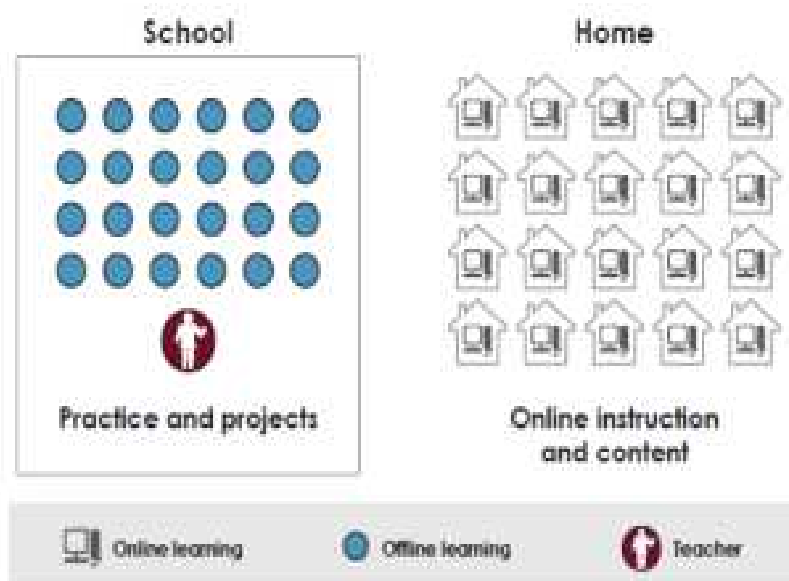 School
Home
Practice and projects
Online instruction
and content
Online learning
Offline learning
Teacher